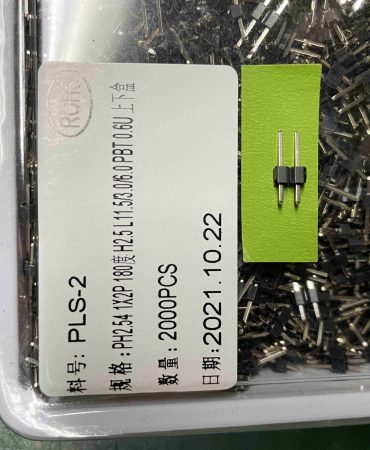 RoHS
料号: PLS-2
规格: PH2.54 1X2P 180度 H2.5 L11.5/3.0/6.0 PBT 0.6U 上下盒
数量: 2000PCS
日期: 2021.10.22